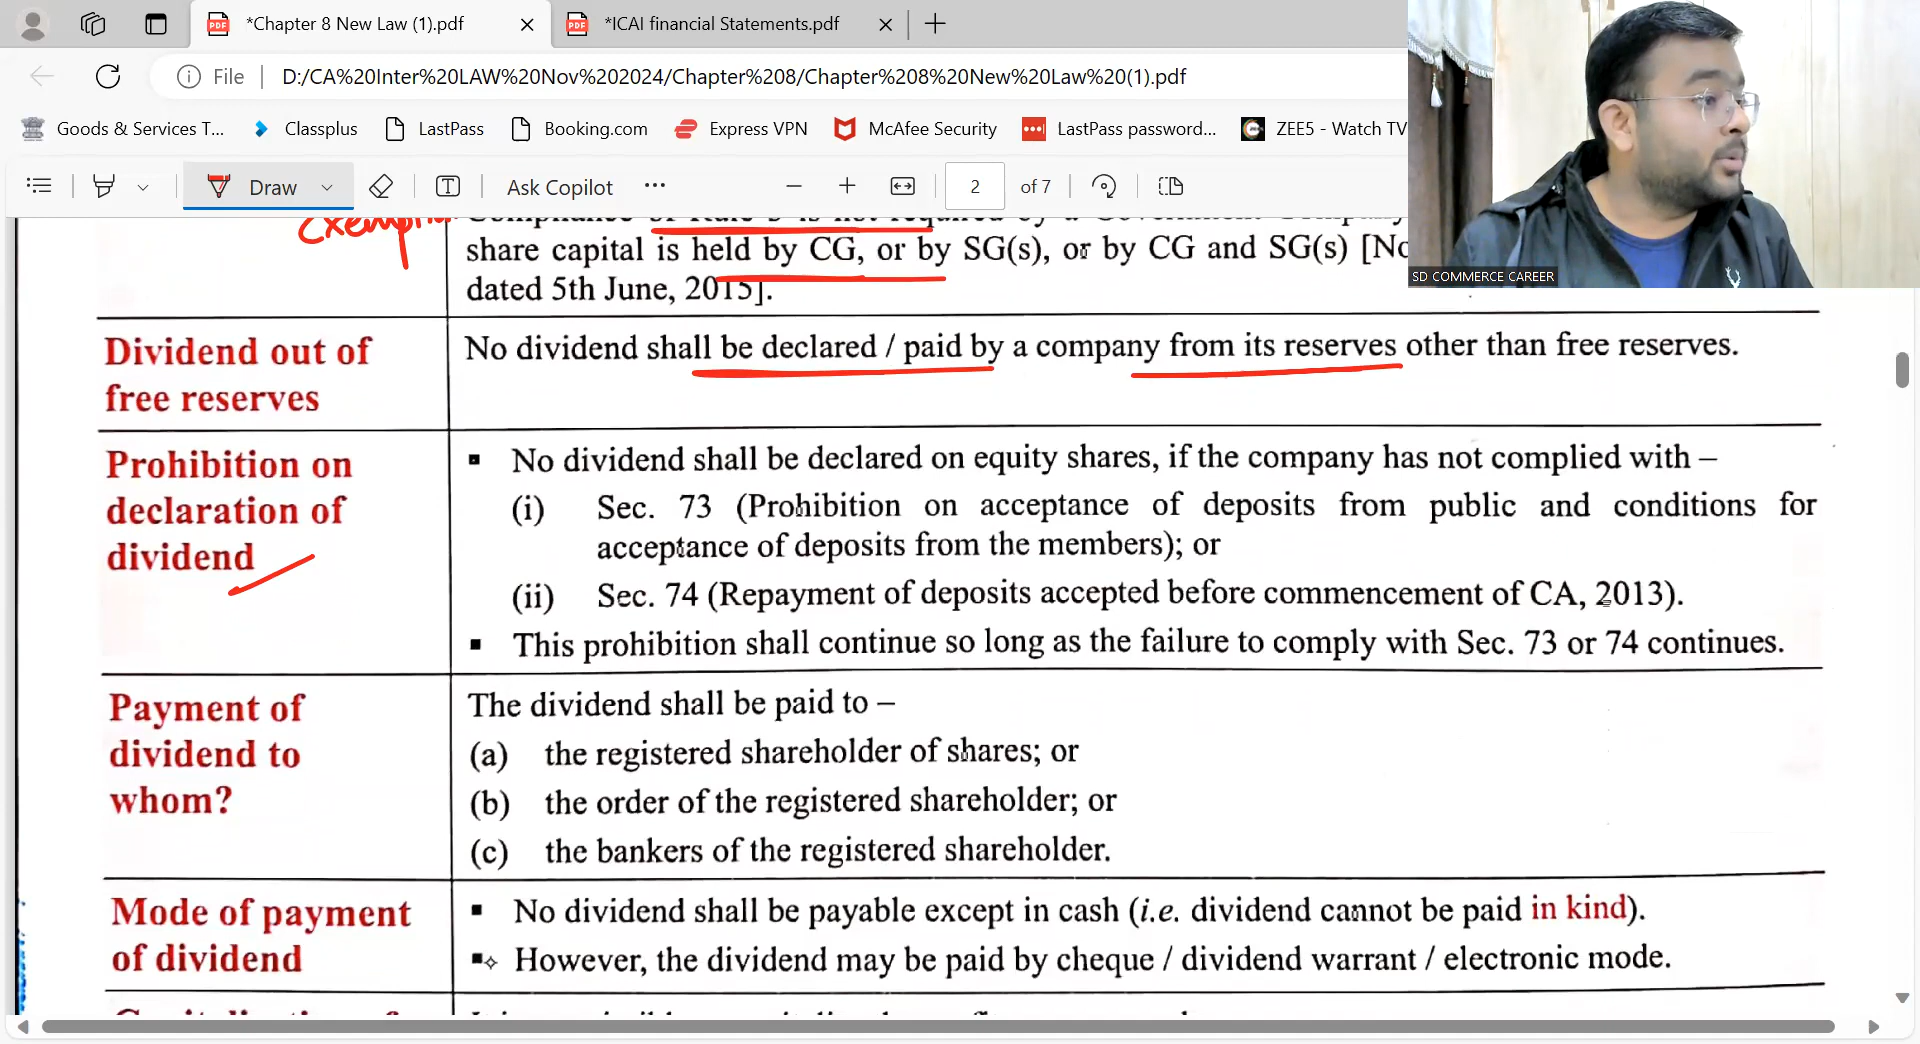 *Chapter 8 New Law (1).pdf
*ICAI financial Statements.pdf
File
D:/CA%20Inter%20LAW%20Nov%202024/Chapter%208/Chapter%208%20New%20Law%20(1).pdf
Goods & Services T...
Classplus
LastPass
Booking.com
Express VPN
McAfee Security
LastPass password...
ZEE5 - Watch TV
Draw
Ask Copilot
2
of 7
SD COMMERCE CAREER
share capital is held by CG, or by SG(s), or by CG and SG(s)
dated 5th June, 2015].
Dividend out of
free reserves
No dividend shall be declared / paid by a company from its reserves other than free reserves.
Prohibition on
declaration of
dividend
▪ No dividend shall be declared on equity shares, if the company has not complied with –
(i) Sec. 73 (Prohibition on acceptance of deposits from public and conditions for
acceptance of deposits from the members); or
(ii) Sec. 74 (Repayment of deposits accepted before commencement of CA, 2013).
▪ This prohibition shall continue so long as the failure to comply with Sec. 73 or 74 continues.
Payment of
dividend to
whom?
The dividend shall be paid to –
(a) the registered shareholder of shares; or
(b) the order of the registered shareholder; or
(c) the bankers of the registered shareholder.
Mode of payment
of dividend
▪ No dividend shall be payable except in cash (i.e. dividend cannot be paid in kind).
▪ However, the dividend may be paid by cheque / dividend warrant / electronic mode.